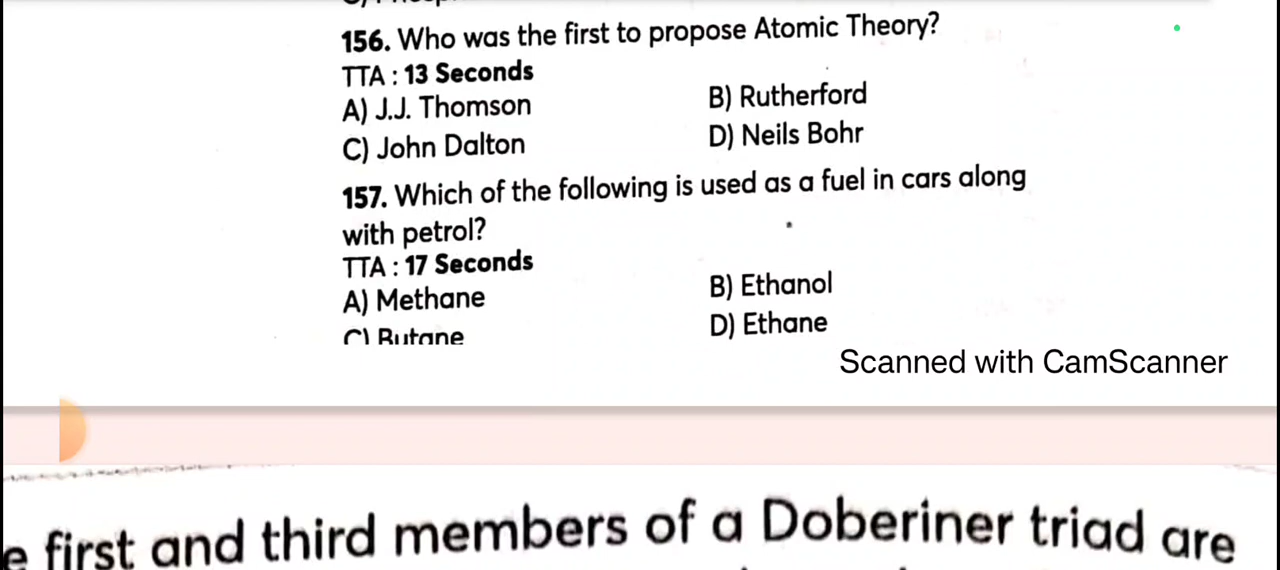 156. Who was the first to propose Atomic Theory?
TTA : 13 Seconds
A) J.J. Thomson B) Rutherford
C) John Dalton D) Neils Bohr
157. Which of the following is used as a fuel in cars along
with petrol?
TTA : 17 Seconds
A) Methane B) Ethanol
C) Butane D) Ethane
Scanned with CamScanner
first and third members of a Doberiner triad are